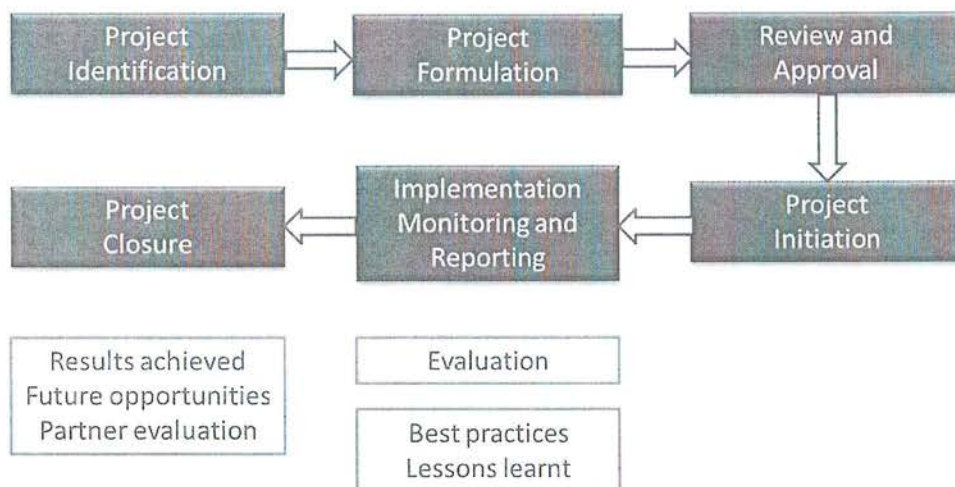 Project
Identification
Project
Formulation
Review and
Approval
Project
Closure
Implementation
Monitoring and
Reporting
Project
Initiation
Results achieved
Future opportunities
Partner evaluation
Evaluation
Best practices
Lessons learnt